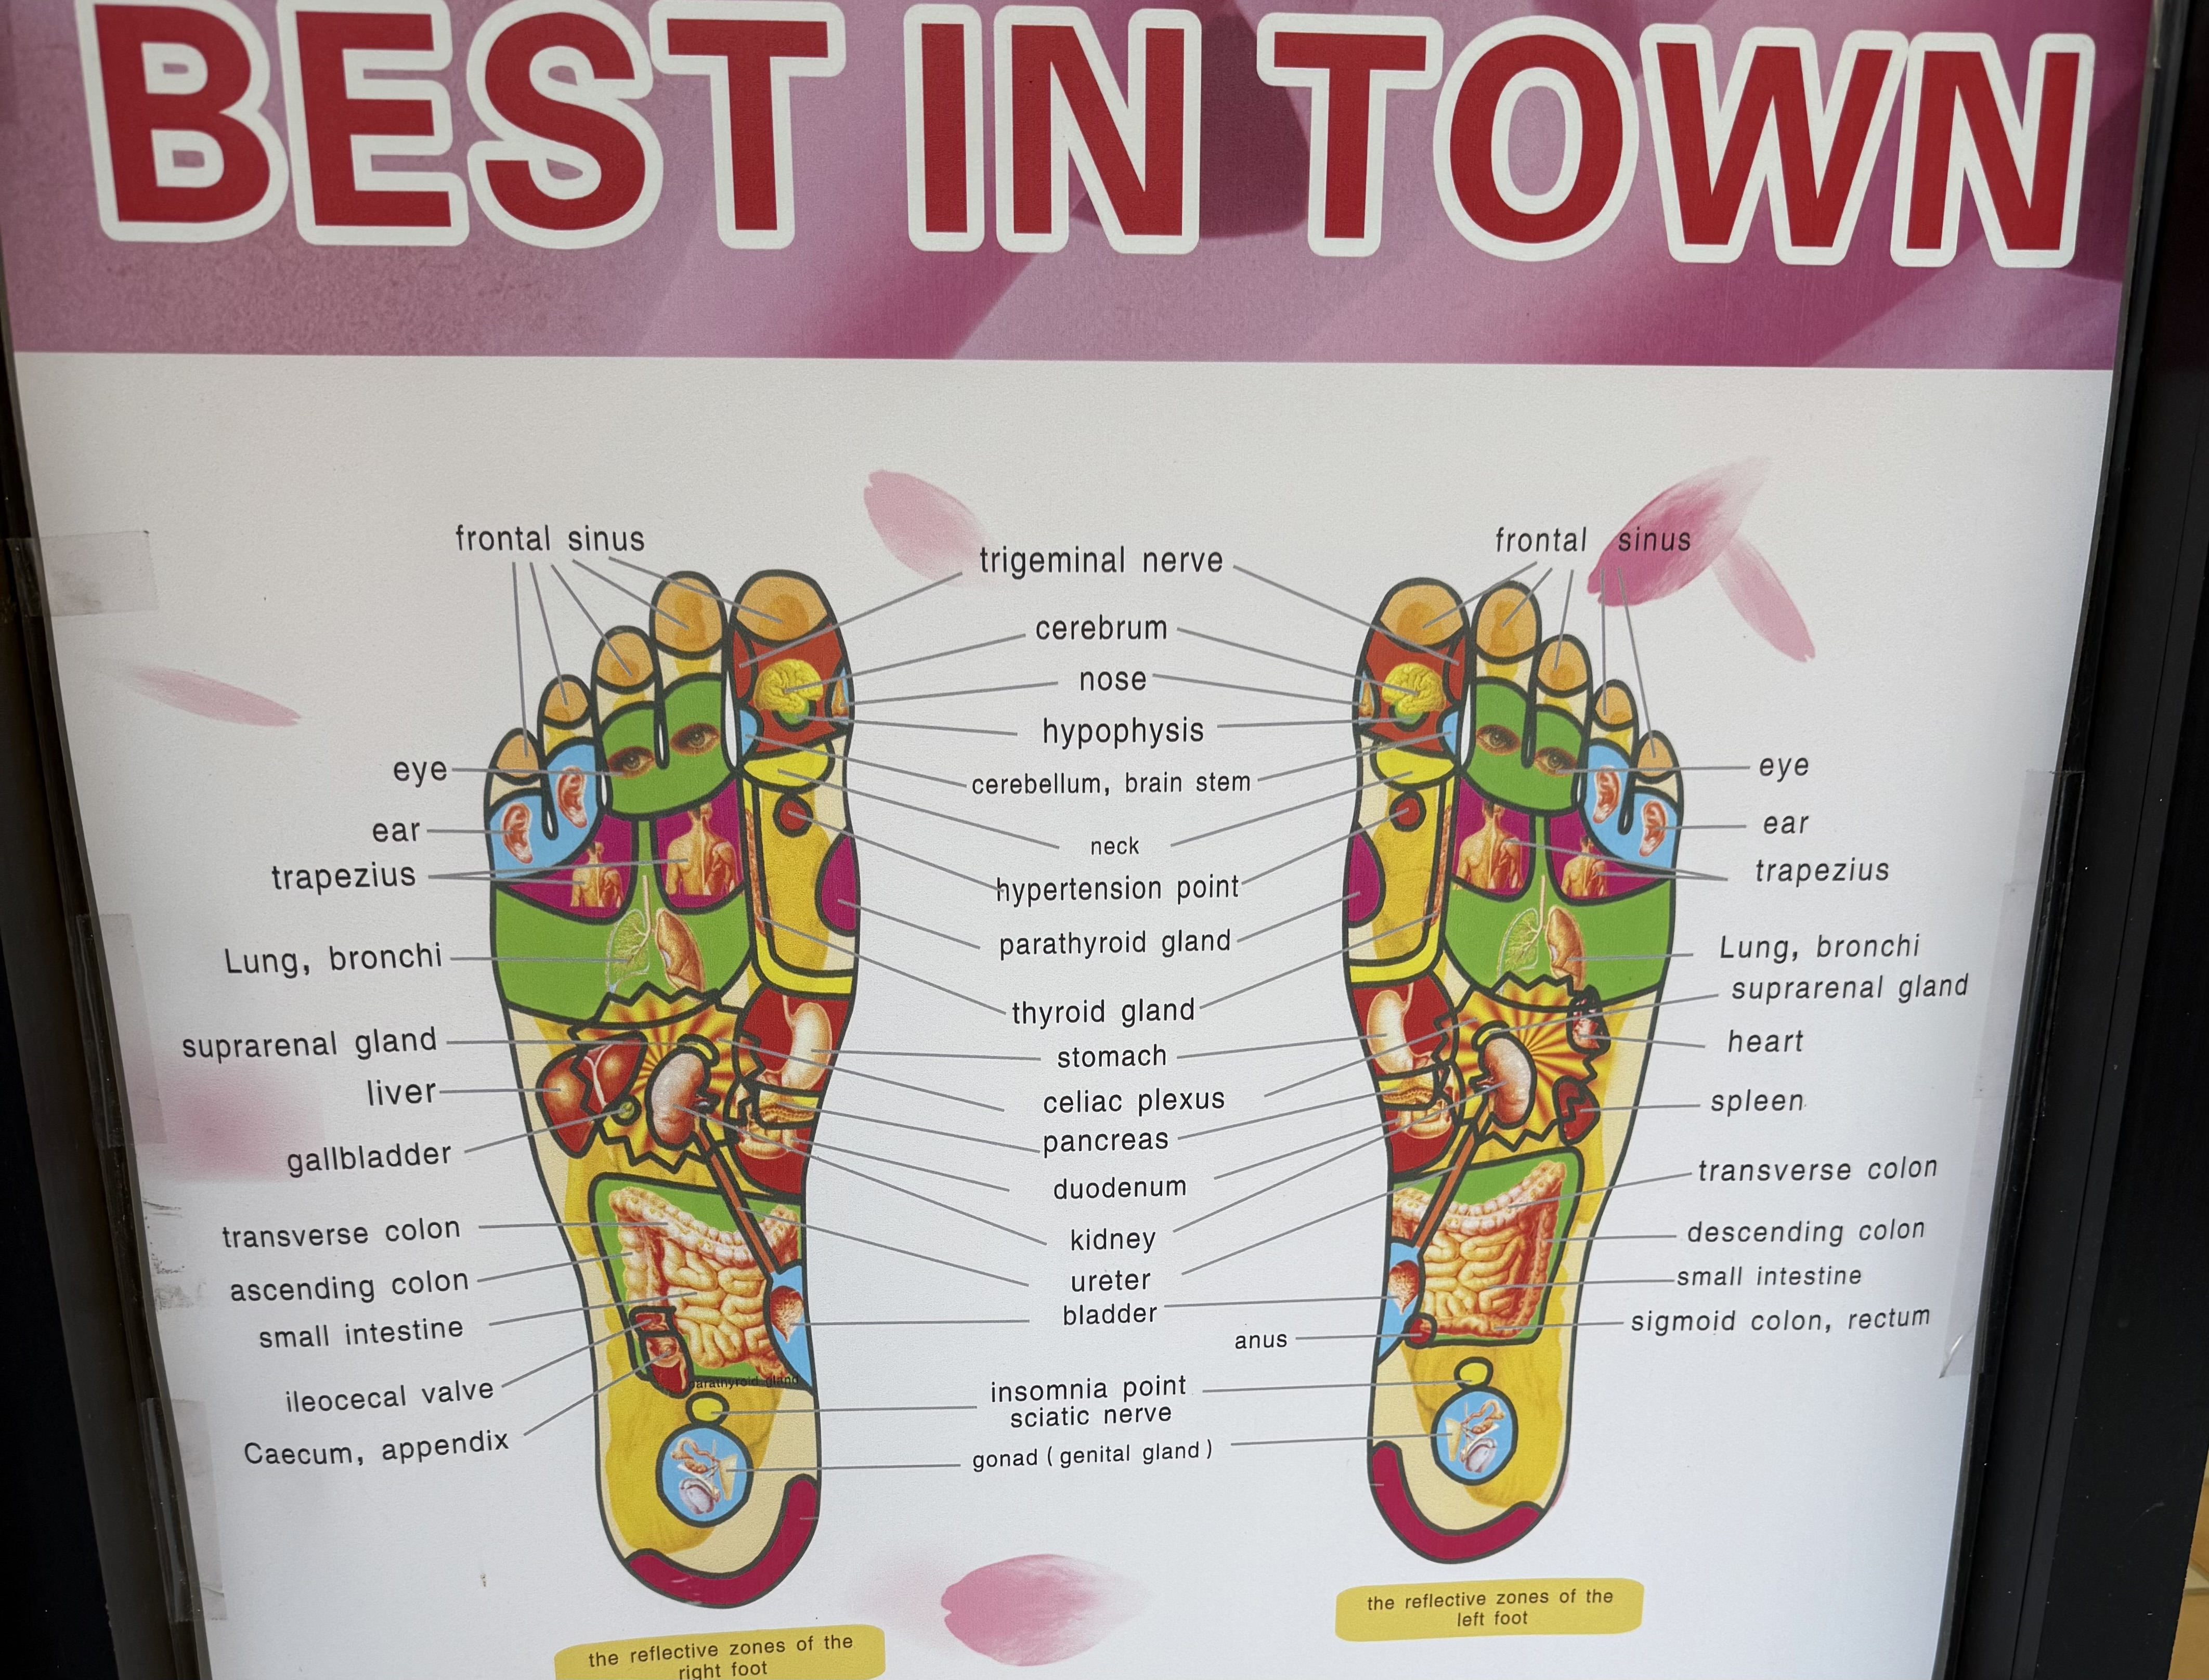 BEST IN TOWN
frontal sinus
trigeminal nerve
frontal sinus
cerebrum
nose
hypophysis
cerebellum, brain stem
neck
hypertension point
parathyroid gland
thyroid gland
stomach
celiac plexus
pancreas
duodenum
kidney
ureter
bladder
anus
insomnia point
sciatic nerve
gonad ( genital gland )
eye
ear
trapezius
Lung, bronchi
suprarenal gland
liver
gallbladder
transverse colon
ascending colon
small intestine
ileocecal valve
Caecum, appendix
parathyroid gland
eye
ear
trapezius
Lung, bronchi
suprarenal gland
heart
spleen
transverse colon
descending colon
small intestine
sigmoid colon, rectum
the reflective zones of the
right foot
the reflective zones of the
left foot